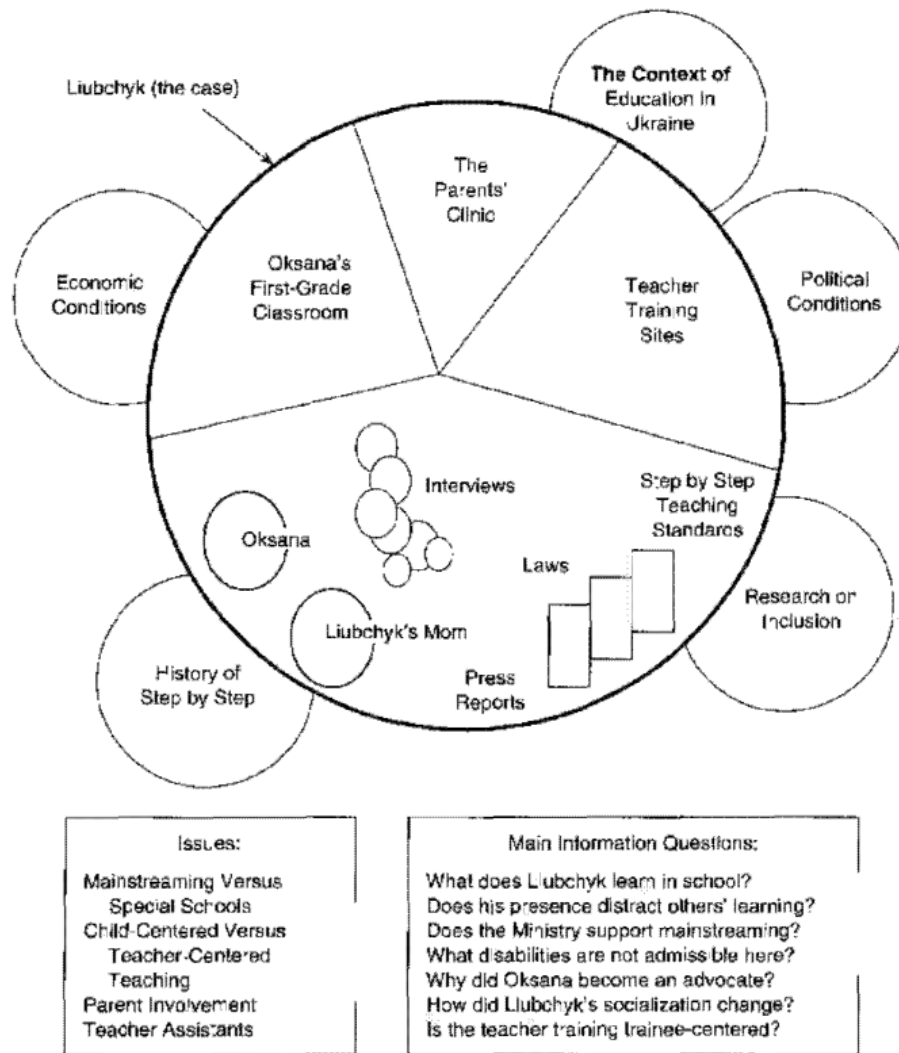 Liubchyk (the case)
The Context of
Education in
Ukraine
The
Parents'
Clinic
Economic
Conditions
Oksana's
First-Grade
Classroom
Teacher
Training
Sites
Political
Conditions
Interviews
Step by Step
Teaching
Standards
Oksana
Laws
Liubchyk's Mom
Research on
Inclusion
History of
Step by Step
Press
Reports
Issues:
Mainstreaming Versus
Special Schools
Child-Centered Versus
Teacher-Centered
Teaching
Parent Involvement
Teacher Assistants
Main Information Questions:
What does Liubchyk learn in school?
Does his presence distract others' learning?
Does the Ministry support mainstreaming?
What disabilities are not admissible here?
Why did Oksana become an advocate?
How did Liubchyk's socialization change?
Is the teacher training trainee-centered?